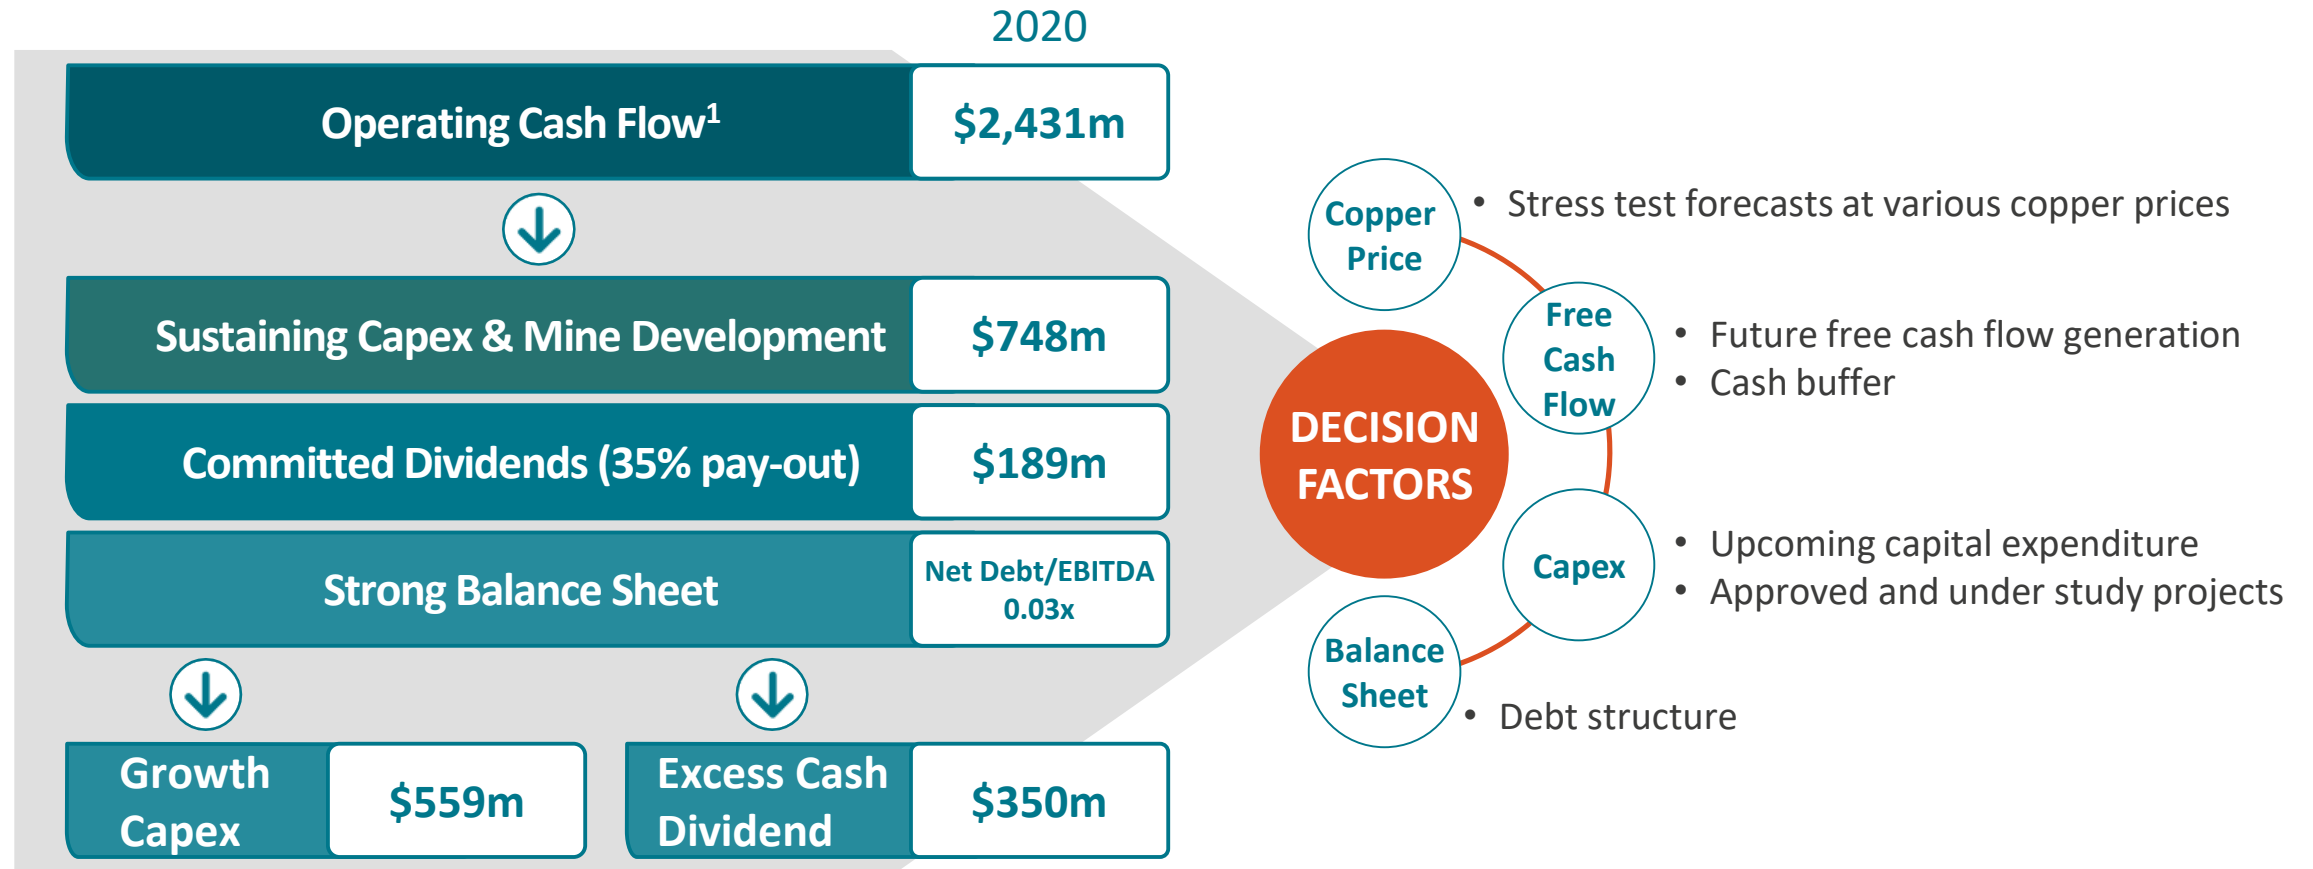 2020
Operating Cash Flow¹
$2,431m
Sustaining Capex & Mine Development
$748m
Committed Dividends (35% pay-out)
$189m
Strong Balance Sheet
Net Debt/EBITDA
0.03x
Growth
Capex
$559m
Excess Cash
Dividend
$350m
DECISION
FACTORS
Copper
Price
• Stress test forecasts at various copper prices
Free
Cash
Flow
• Future free cash flow generation
• Cash buffer
Capex
• Upcoming capital expenditure
• Approved and under study projects
Balance
Sheet
• Debt structure